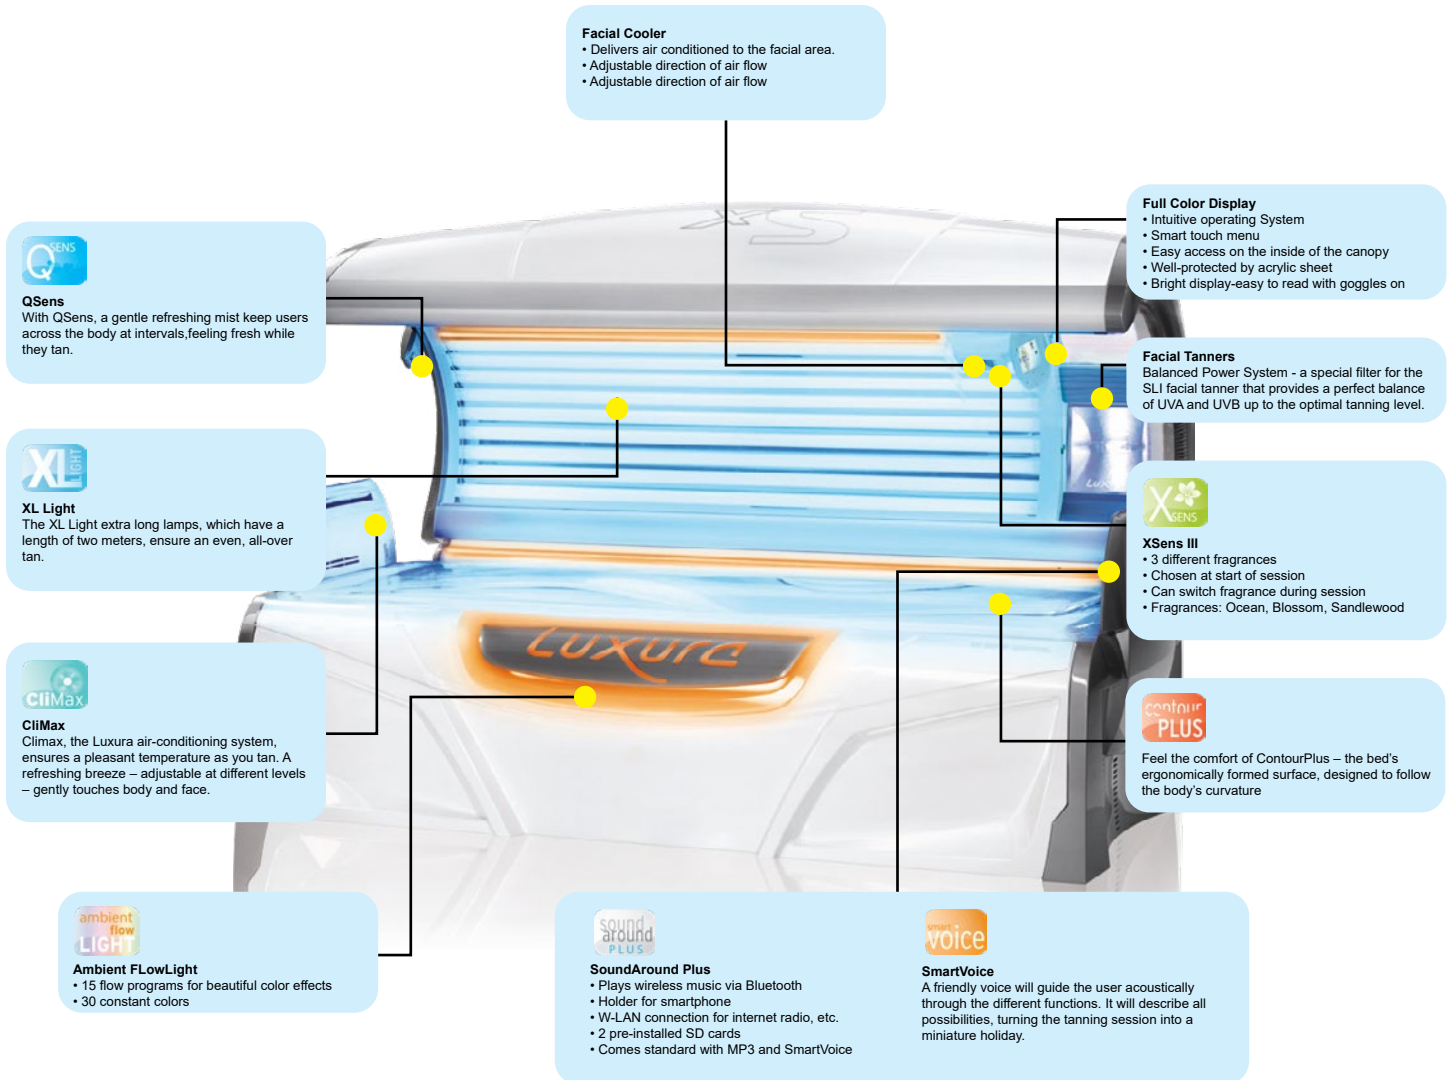 Facial Cooler
• Delivers air conditioned to the facial area.
• Adjustable direction of air flow
• Adjustable direction of air flow
XS
Full Color Display
• Intuitive operating System
• Smart touch menu
• Easy access on the inside of the canopy
• Well-protected by acrylic sheet
• Bright display-easy to read with goggles on
QSENS
QSens
With QSens, a gentle refreshing mist keep users
across the body at intervals,feeling fresh while
they tan.
Facial Tanners
Balanced Power System - a special filter for the
SLI facial tanner that provides a perfect balance
of UVA and UVB up to the optimal tanning level.
XL LIGHT
XL Light
The XL Light extra long lamps, which have a
length of two meters, ensure an even, all-over
tan.
XSENS
XSens III
• 3 different fragrances
• Chosen at start of session
• Can switch fragrance during session
• Fragrances: Ocean, Blossom, Sandlewood
Luxura
CliMax
CliMax
Climax, the Luxura air-conditioning system,
ensures a pleasant temperature as you tan. A
refreshing breeze – adjustable at different levels
– gently touches body and face.
contour
PLUS
Feel the comfort of ContourPlus – the bed’s
ergonomically formed surface, designed to follow
the body’s curvature
ambient
flow
LIGHT
Ambient FLowLight
• 15 flow programs for beautiful color effects
• 30 constant colors
sound
around
PLUS
SoundAround Plus
• Plays wireless music via Bluetooth
• Holder for smartphone
• W-LAN connection for internet radio, etc.
• 2 pre-installed SD cards
• Comes standard with MP3 and SmartVoice
smart
voice
SmartVoice
A friendly voice will guide the user acoustically
through the different functions. It will describe all
possibilities, turning the tanning session into a
miniature holiday.